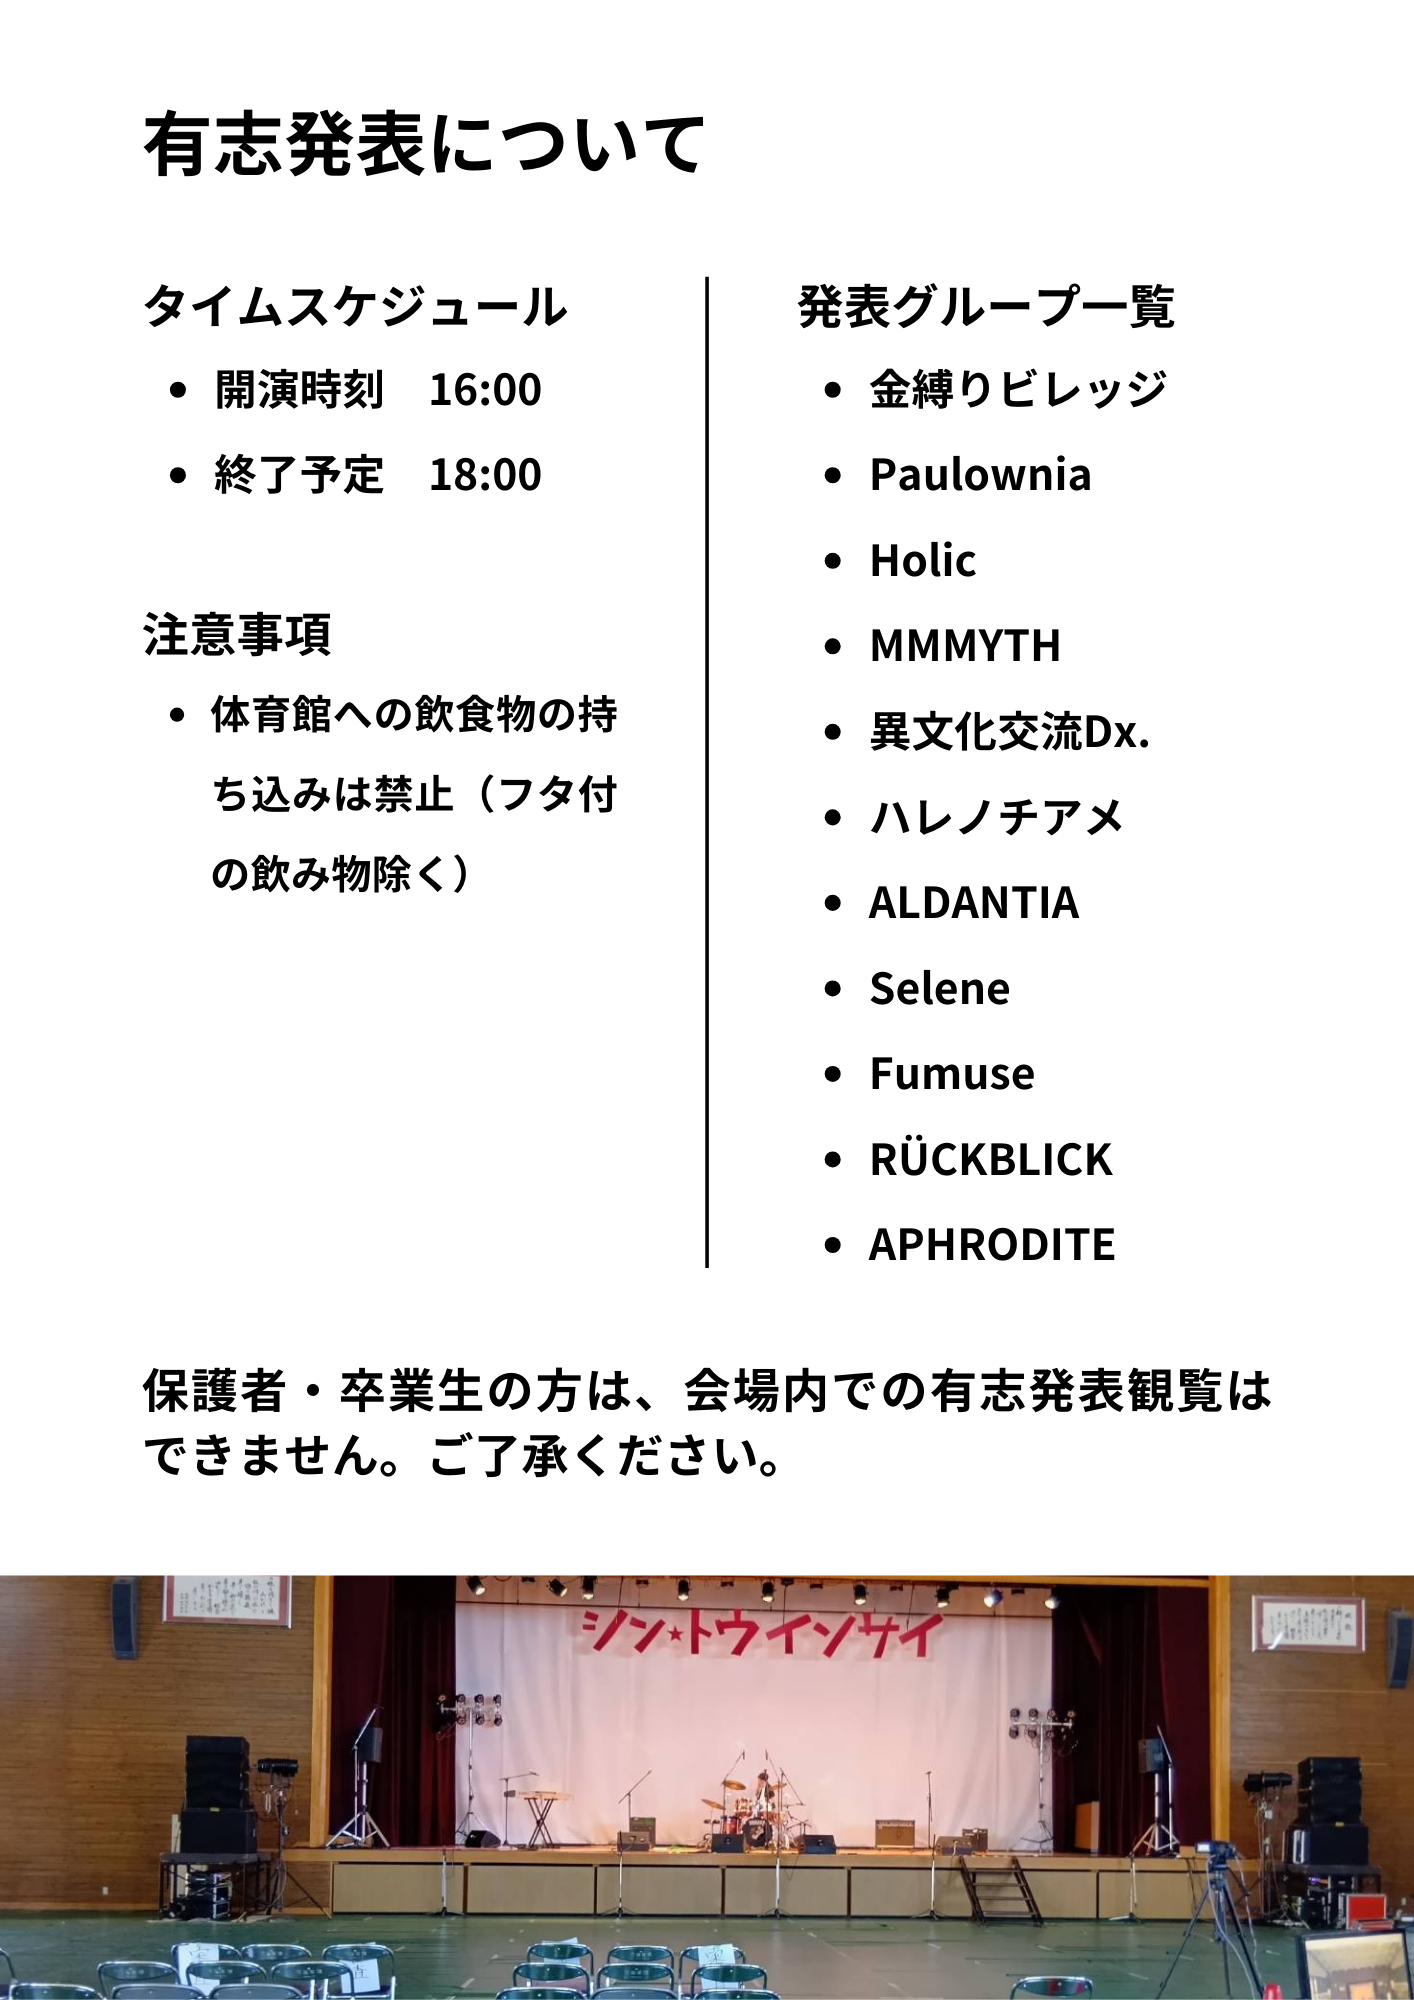 有志発表について
タイムスケジュール
開演時刻　16:00
終了予定　18:00
注意事項
体育館への飲食物の持
ち込みは禁止（フタ付
の飲み物除く）
発表グループ一覧
金縛りビレッジ
Paulownia
Holic
MMMYTH
異文化交流Dx.
ハレノチアメ
ALDANTIA
Selene
Fumuse
RÜCKBLICK
APHRODITE
保護者・卒業生の方は、会場内での有志発表観覧は
できません。ご了承ください。
シン★トウインサイ